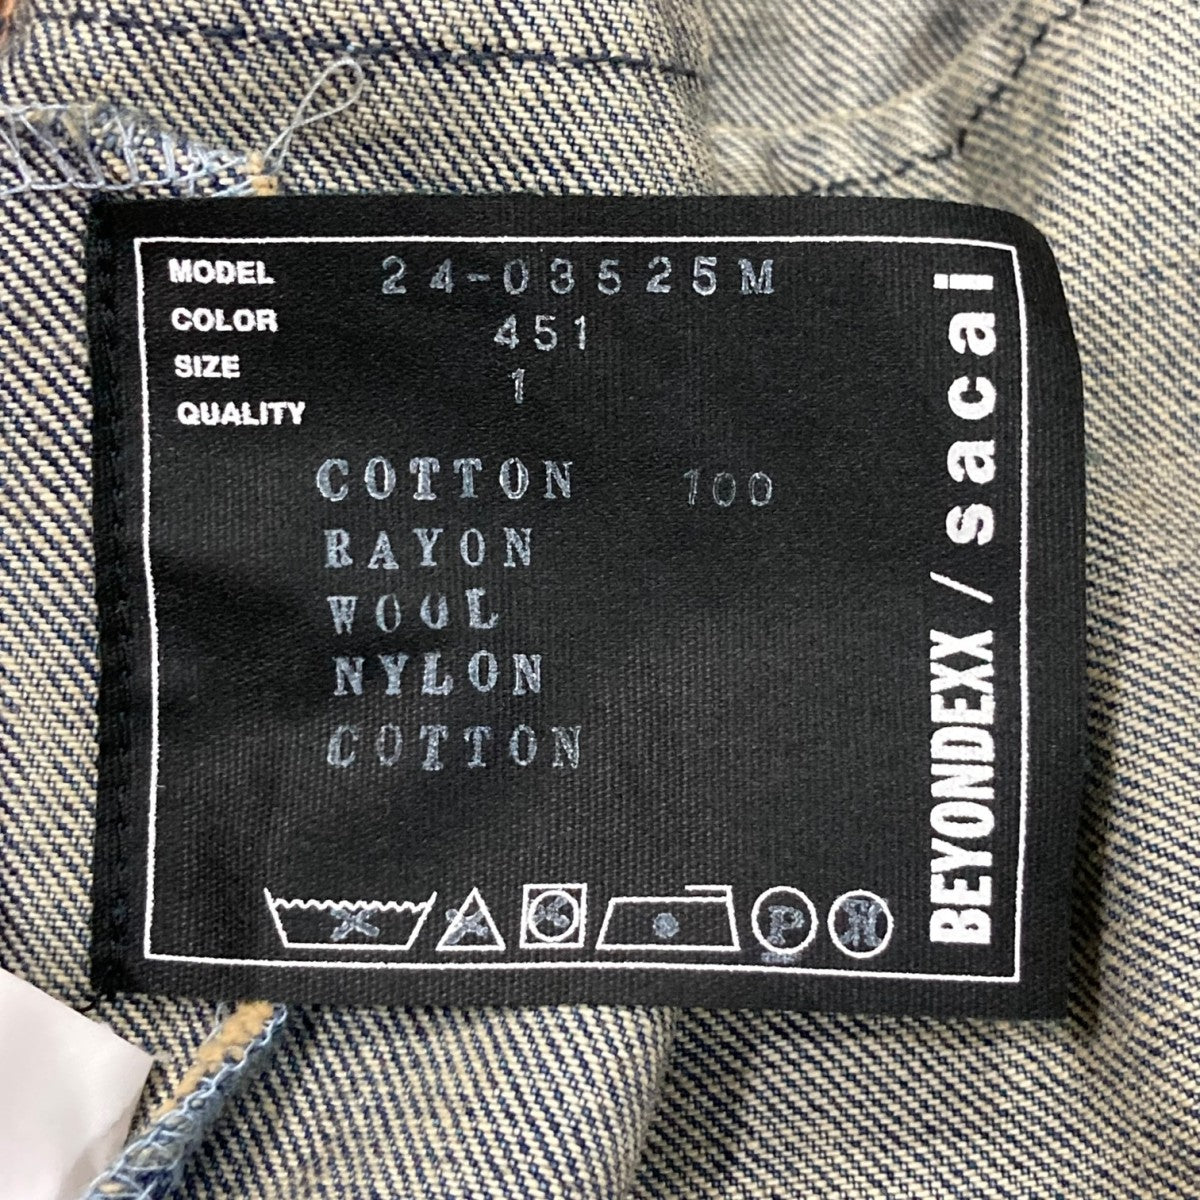 MODEL 24-03525M
COLOR 451
SIZE 1
QUALITY
COTTON 100
RAYON
WOOL
NYLON
COTTON
P
BEYONDEXX / sacai